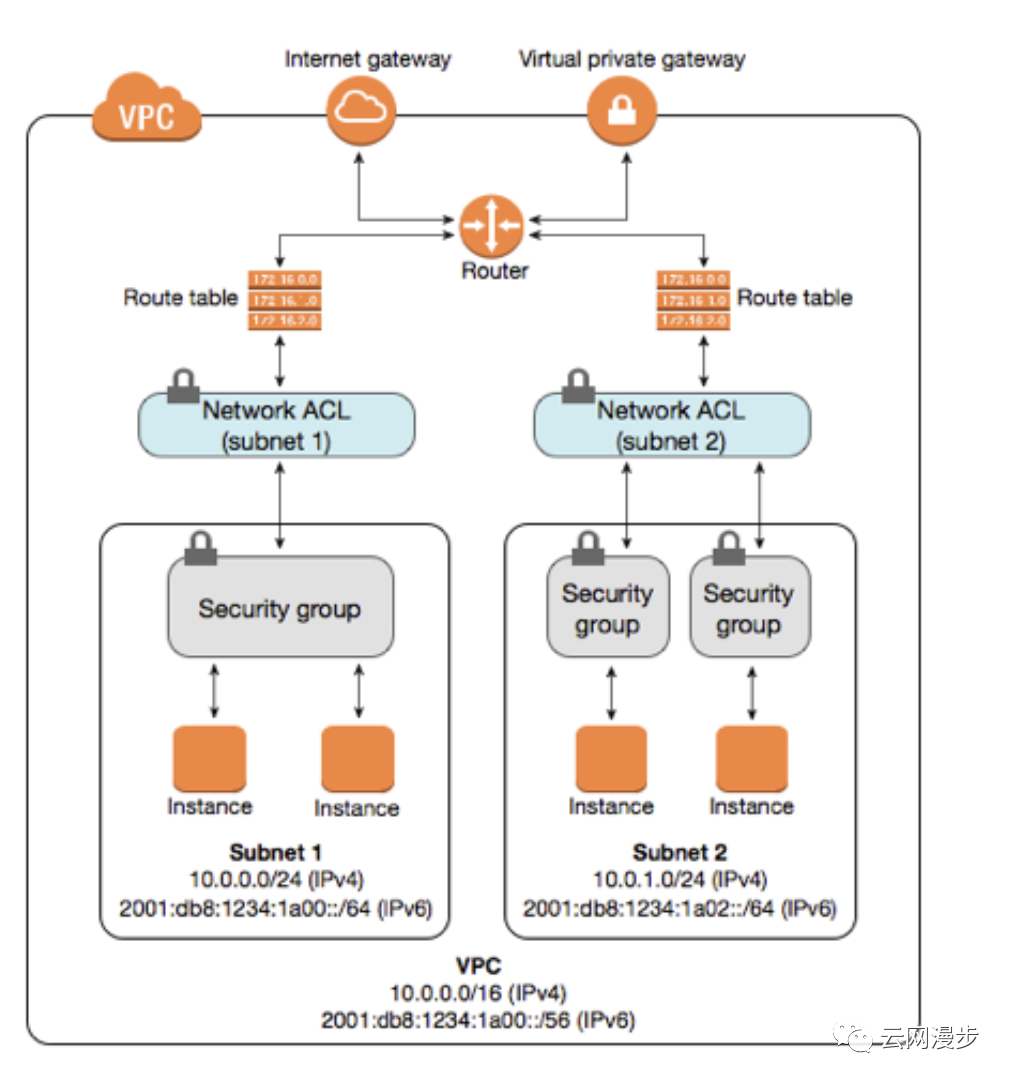 Internet gateway
Virtual private gateway
VPC
Router
Route table
172.16.0.0
172.16.1.0
172.16.2.0
172.16.0.0
172.16.1.0
172.16.2.0
Route table
Network ACL
(subnet 1)
Network ACL
(subnet 2)
Security group
Security
group
Security
group
Instance
Instance
Instance
Instance
Subnet 1
10.0.0.0/24 (IPv4)
2001:db8:1234:1a00::/64 (IPv6)
Subnet 2
10.0.1.0/24 (IPv4)
2001:db8:1234:1a02::/64 (IPv6)
VPC
10.0.0.0/16 (IPv4)
2001:db8:1234:1a00::/56 (IPv6)
云网漫步